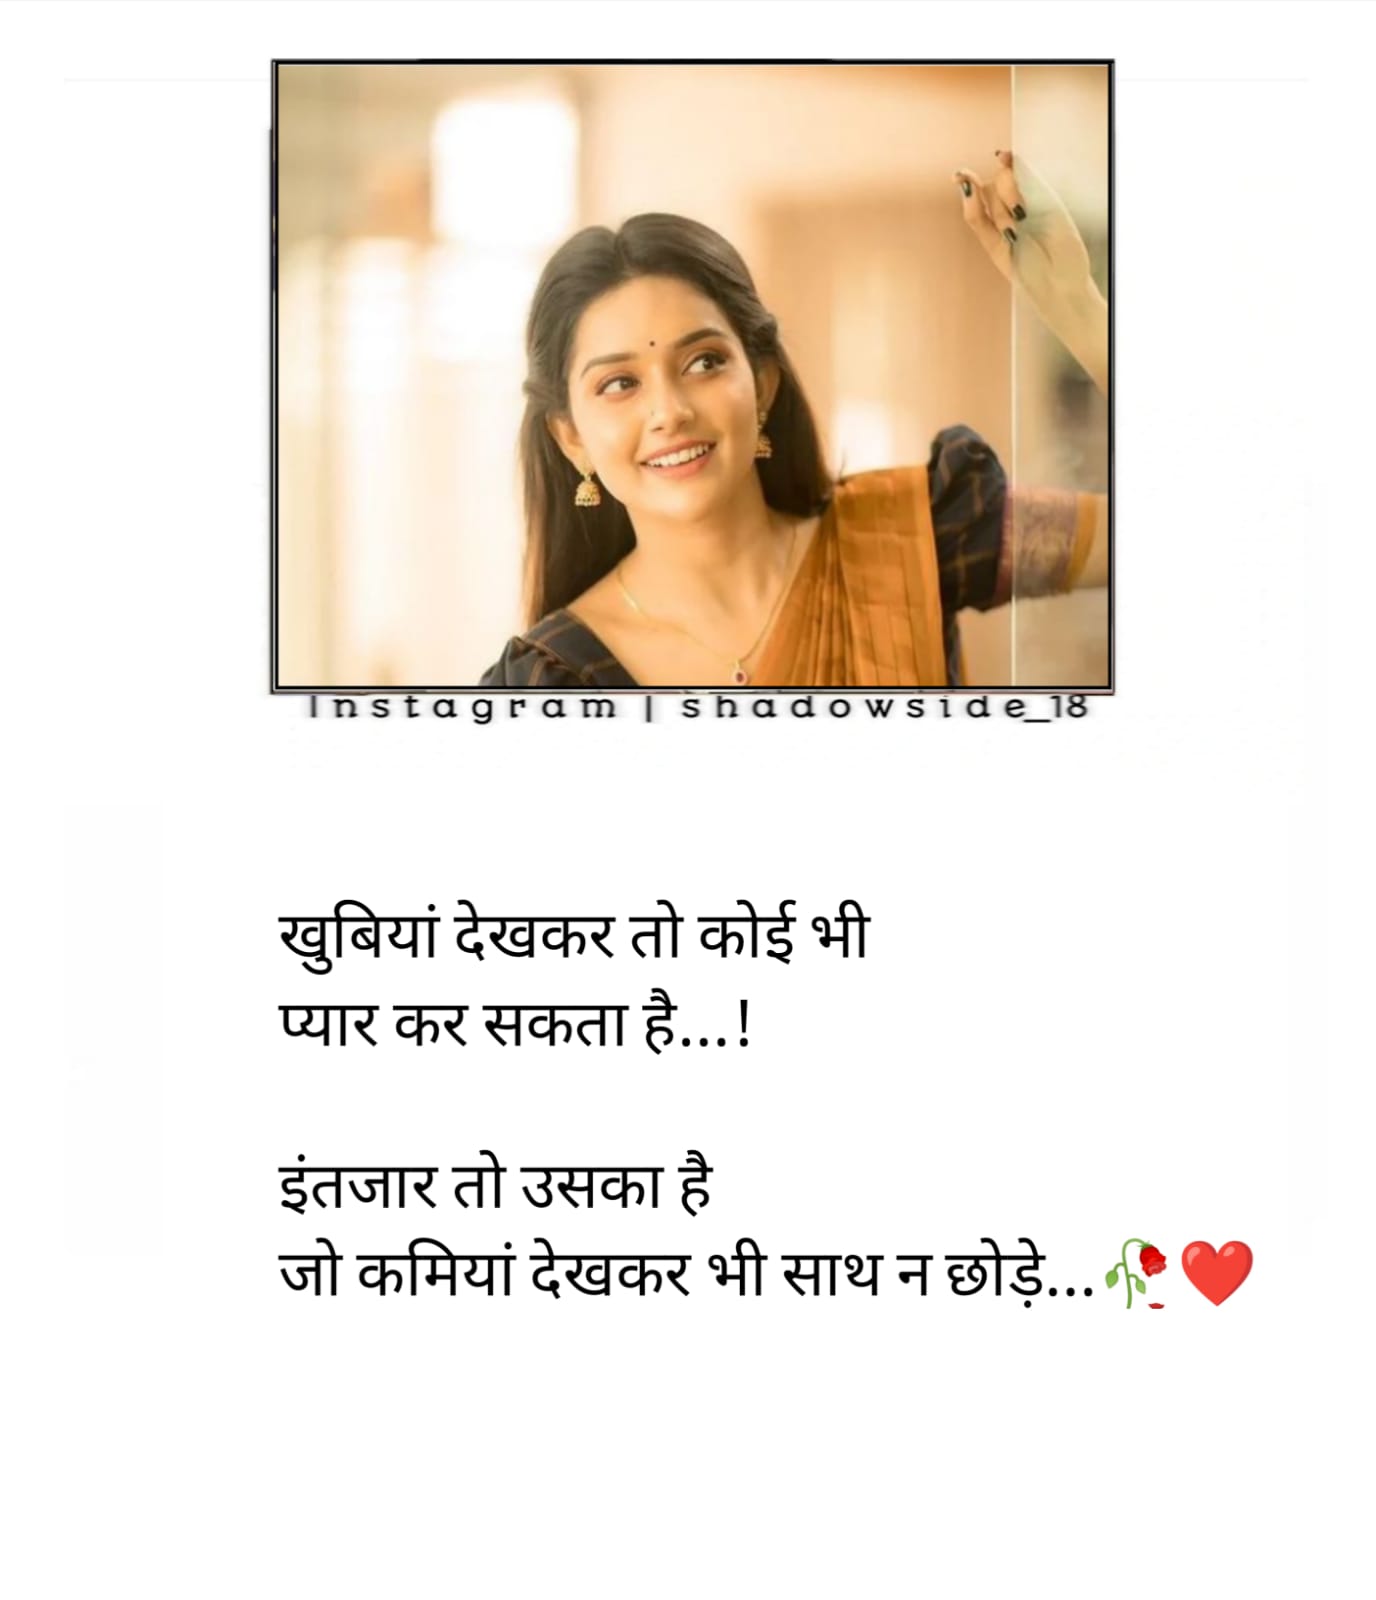 Instagram | shadowside_18
खुबियां देखकर तो कोई भी
प्यार कर सकता है...!
इंतजार तो उसका है
जो कमियां देखकर भी साथ न छोड़े...🥀❤️